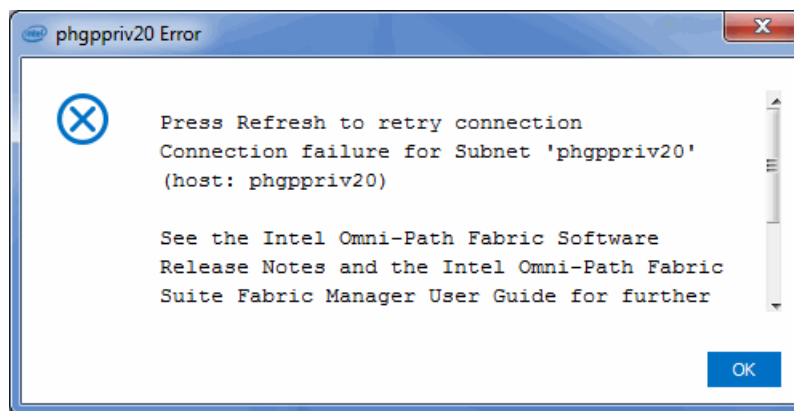 phgppriv20 Error
Press Refresh to retry connection
Connection failure for Subnet 'phgppriv20'
(host: phgppriv20)
See the Intel Omni-Path Fabric Software
Release Notes and the Intel Omni-Path Fabric
Suite Fabric Manager User Guide for further
OK